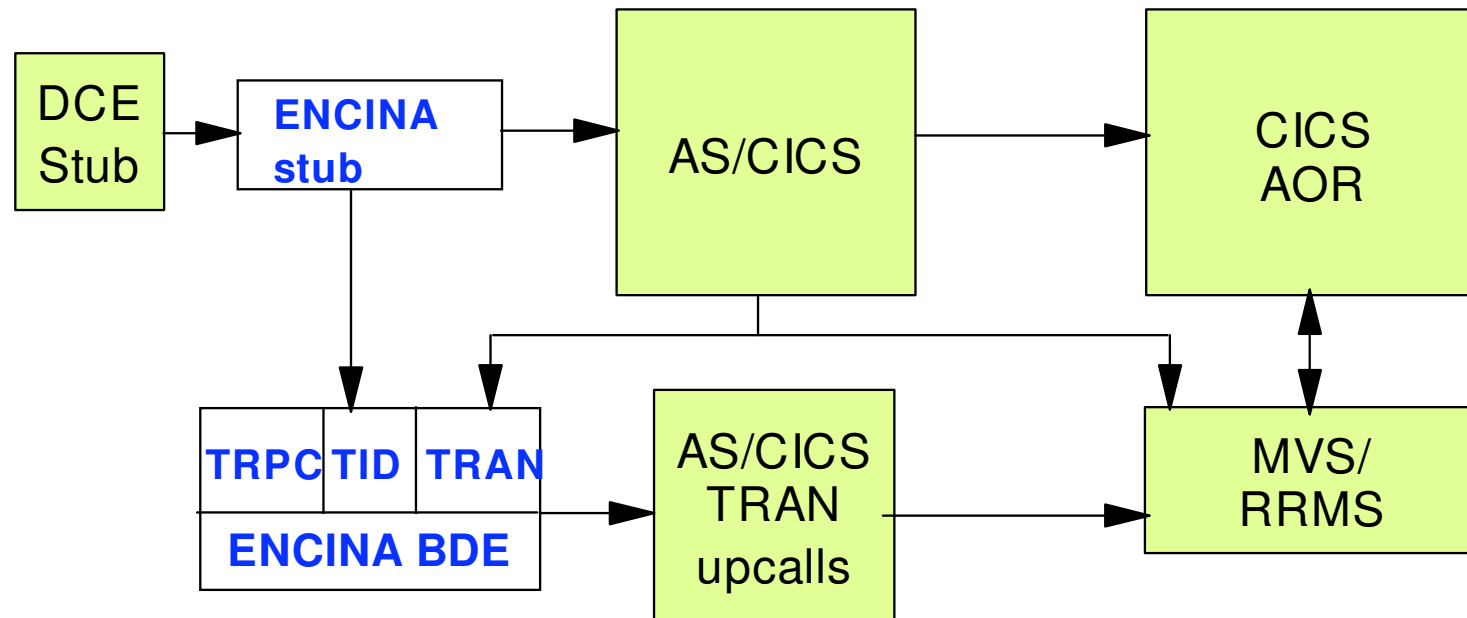 DCE
Stub
ENCINA
stub
AS/CICS
CICS
AOR
TRPC TID TRAN
ENCINA BDE
AS/CICS
TRAN
upcalls
MVS/
RRMS